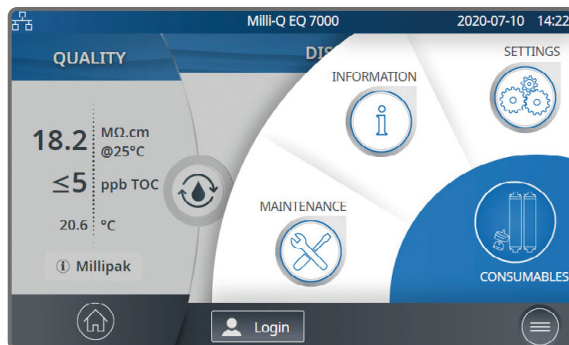 Milli-Q EQ 7000
2020-07-10 14:22
QUALITY
18.2 MΩ.cm @25°C
≤5 ppb TOC
20.6 °C
Millipak
INFORMATION
SETTINGS
MAINTENANCE
CONSUMABLES
Login